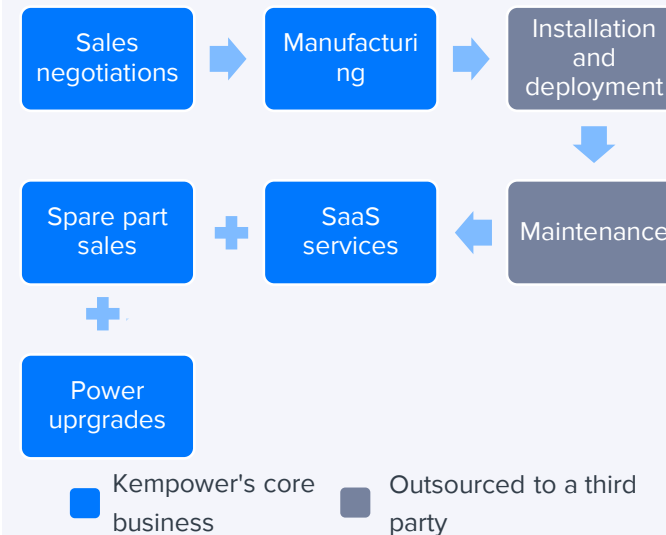 Sales
negotiations
Manufacturi
ng
Installation
and
deployment
Spare part
sales
SaaS
services
Maintenance
Power
uprgrades
Kempower's core
business
Outsourced to a third
party